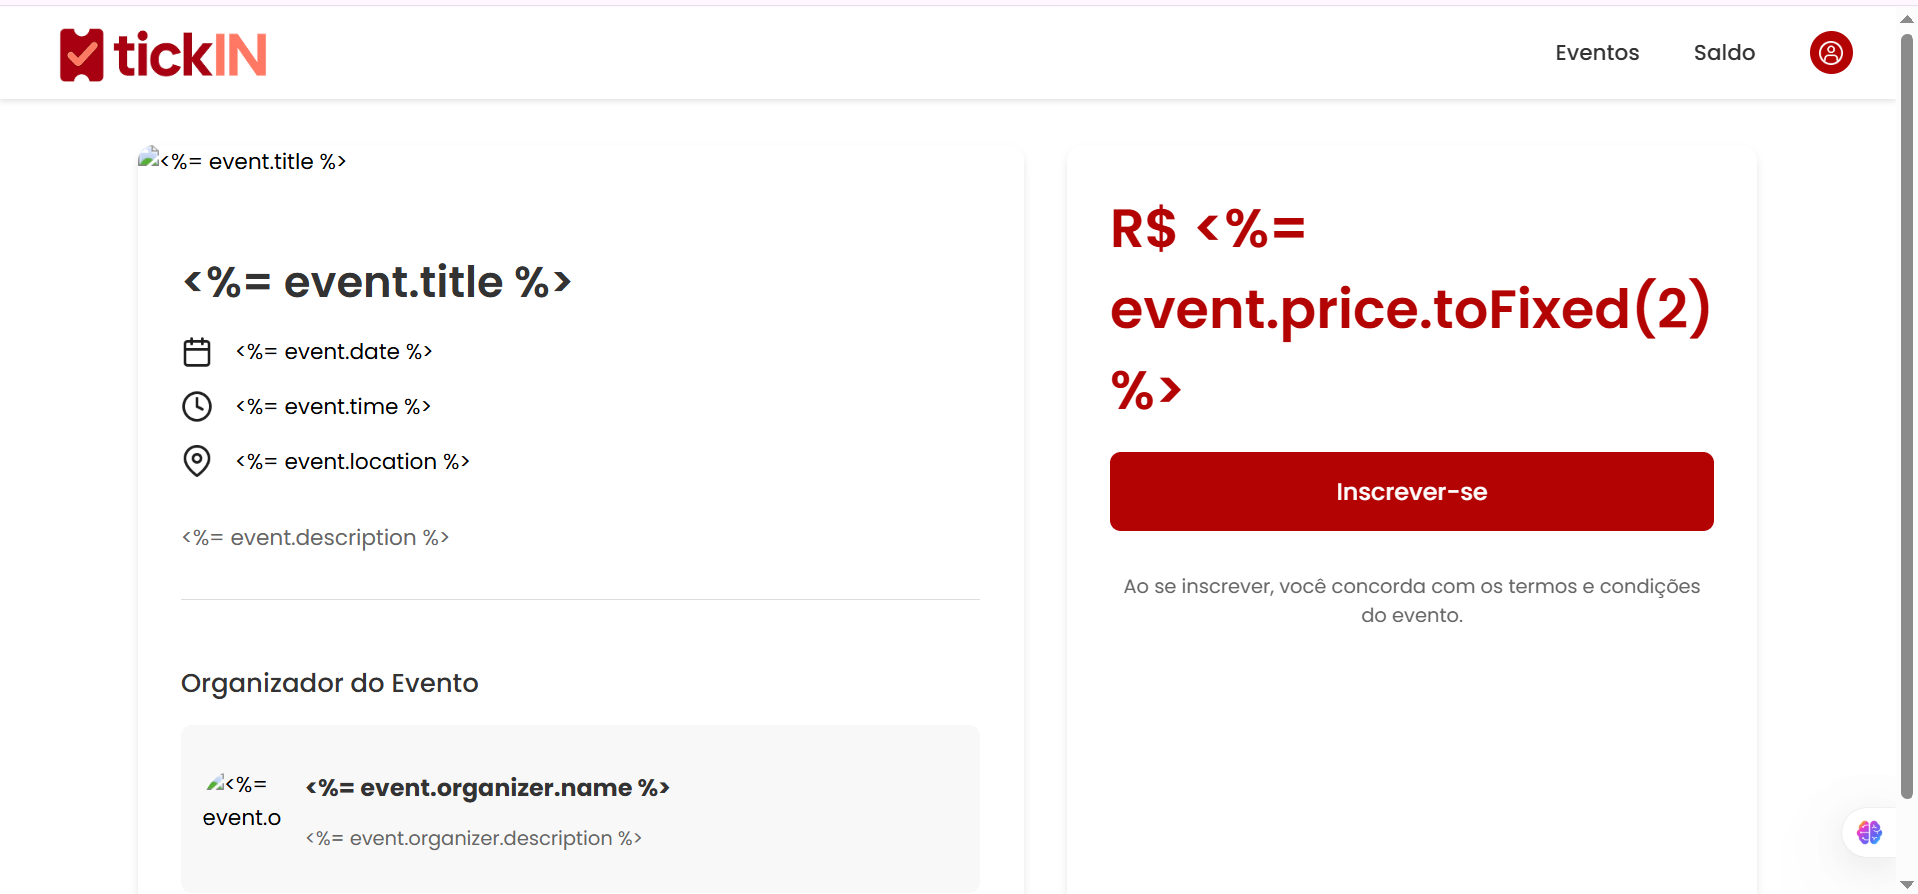 tickIN
Eventos
Saldo
<%= event.title %>
<%= event.title %>
<%= event.date %>
<%= event.time %>
<%= event.location %>
<%= event.description %>
Organizador do Evento
<%=
event.o
<%= event.organizer.name %>
<%= event.organizer.description %>
R$ <%=
event.price.toFixed(2)
%>
Inscrever-se
Ao se inscrever, você concorda com os termos e condições
do evento.